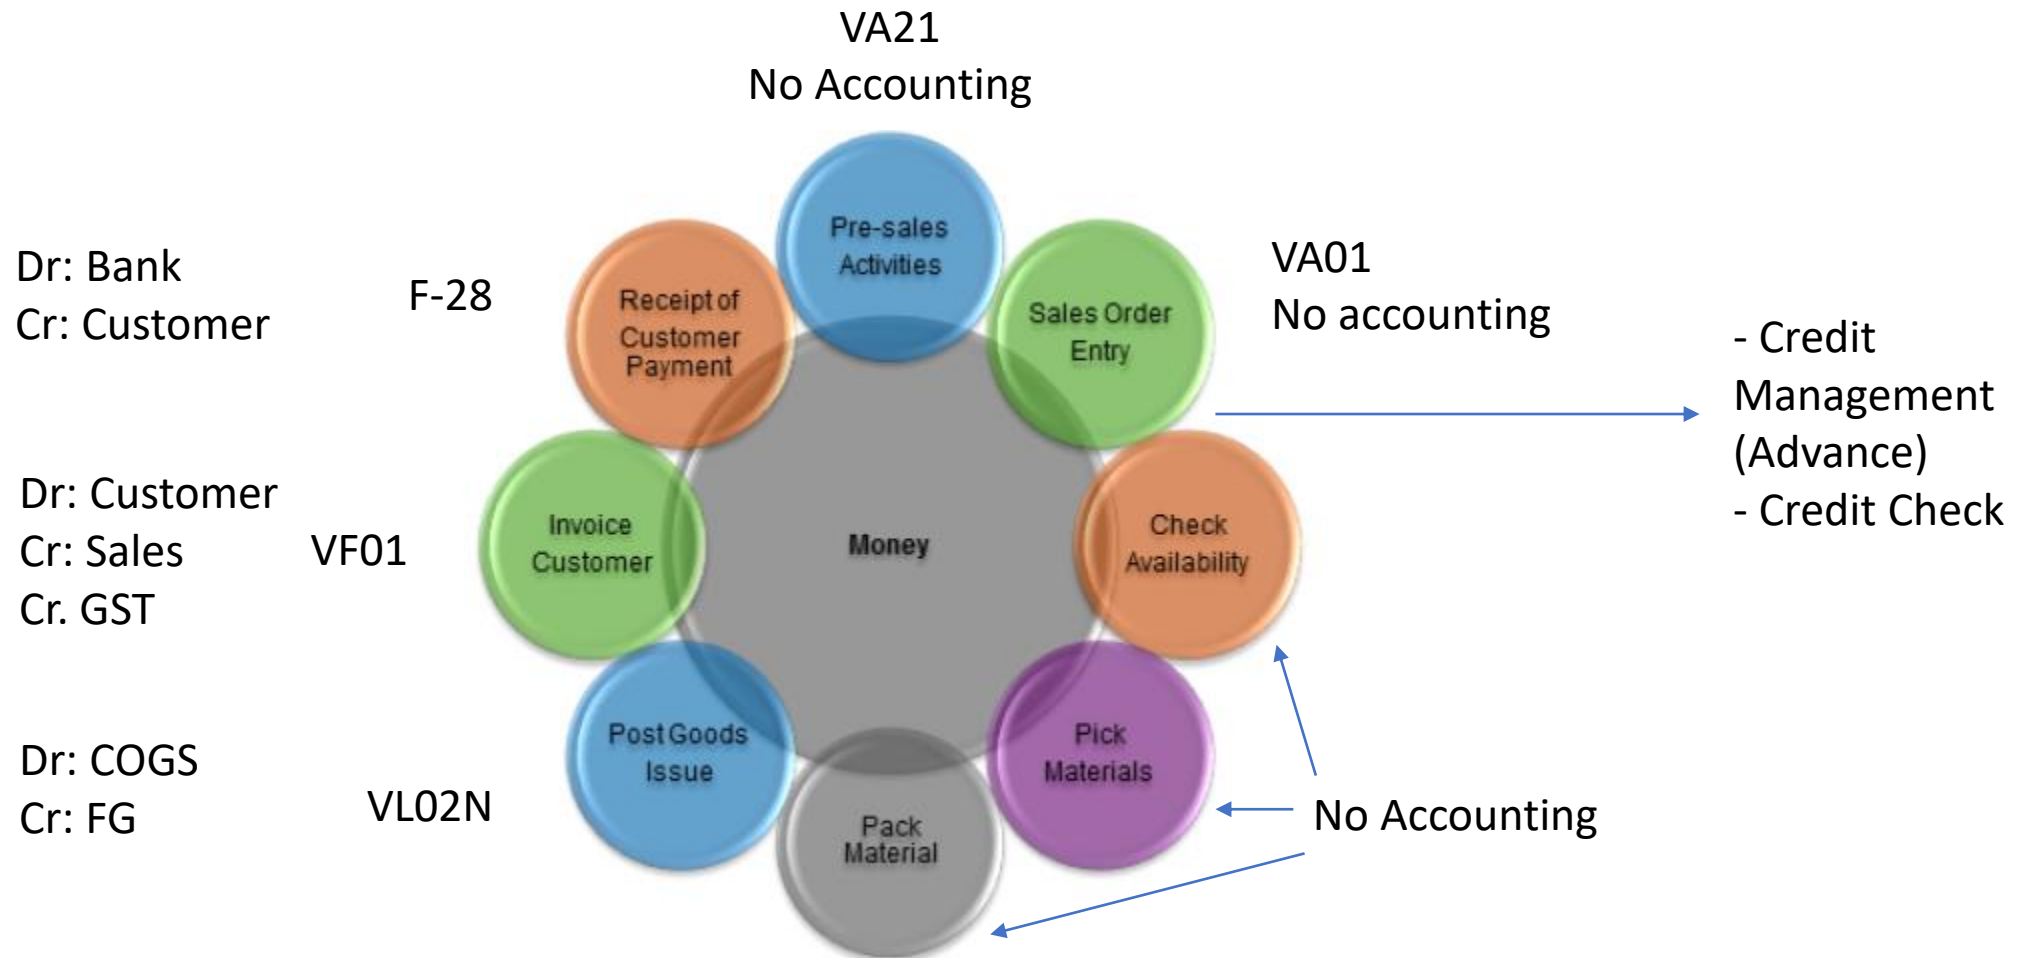 VA21
No Accounting
Pre-sales
Activities
Sales Order
Entry
VA01
No accounting
- Credit
Management
(Advance)
- Credit Check
Check
Availability
Pick
Materials
No Accounting
Pack
Material
Post Goods
Issue
VL02N
Dr: COGS
Cr: FG
Invoice
Customer
VF01
Dr: Customer
Cr: Sales
Cr. GST
Receipt of
Customer
Payment
F-28
Dr: Bank
Cr: Customer
Money